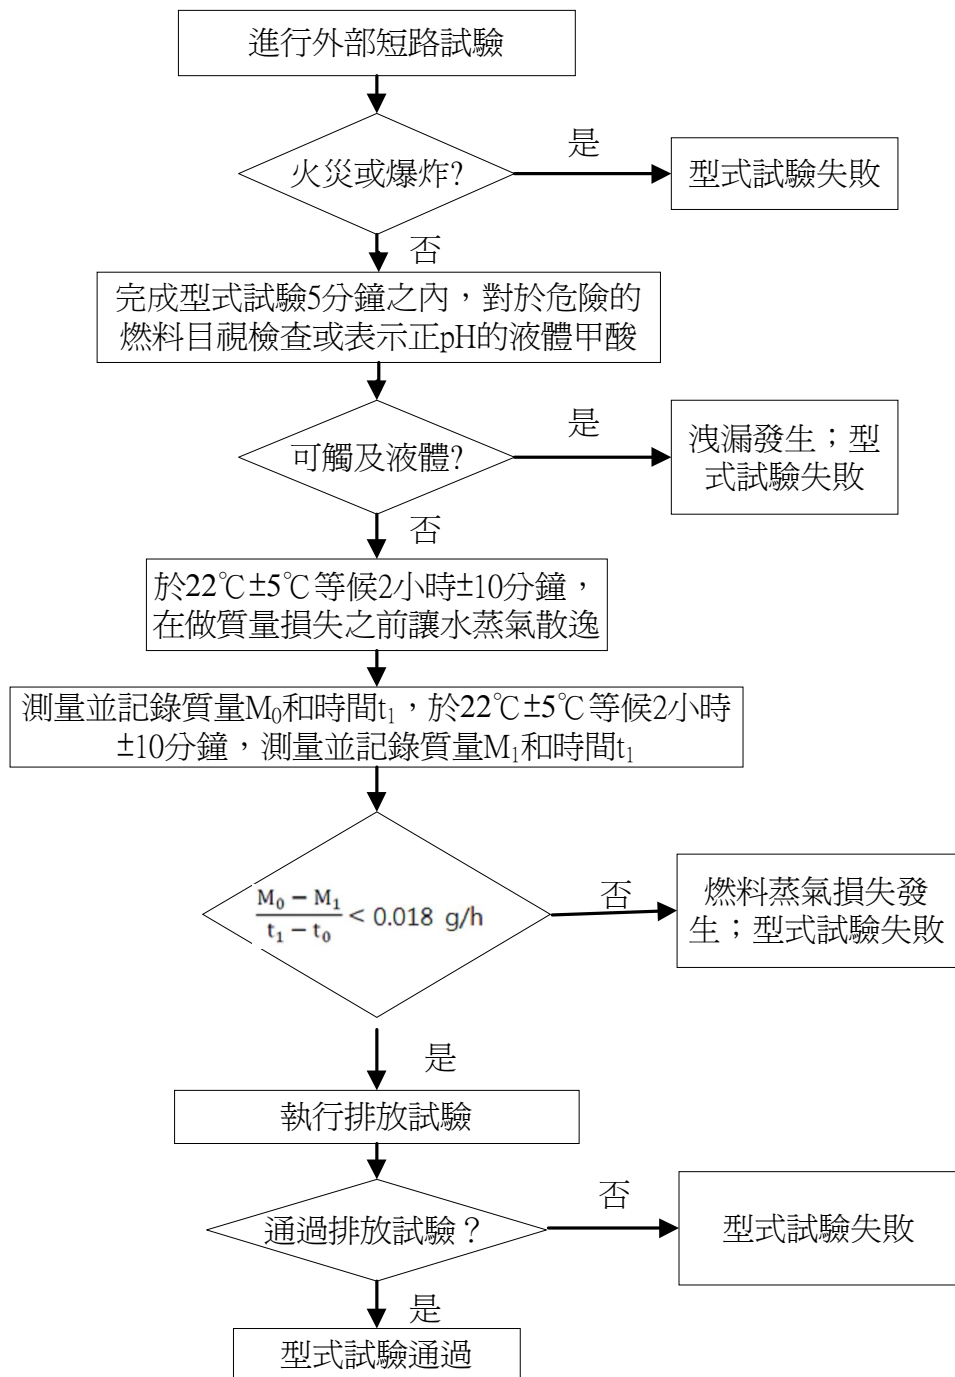 進行外部短路試驗
火災或爆炸?
是
型式試驗失敗
否
完成型式試驗5分鐘之內，對於危險的
燃料目視檢查或表示正pH的液體甲酸
可觸及液體?
是
洩漏發生；型
式試驗失敗
否
於22℃±5℃等候2小時±10分鐘，
在做質量損失之前讓水蒸氣散逸
測量並記錄質量M₀和時間t₁，於22℃±5℃等候2小時
±10分鐘，測量並記錄質量M₁和時間t₁
(M₀ − M₁)/(t₁ − t₀) < 0.018 g/h
否
燃料蒸氣損失發
生；型式試驗失敗
是
執行排放試驗
通過排放試驗？
否
型式試驗失敗
是
型式試驗通過